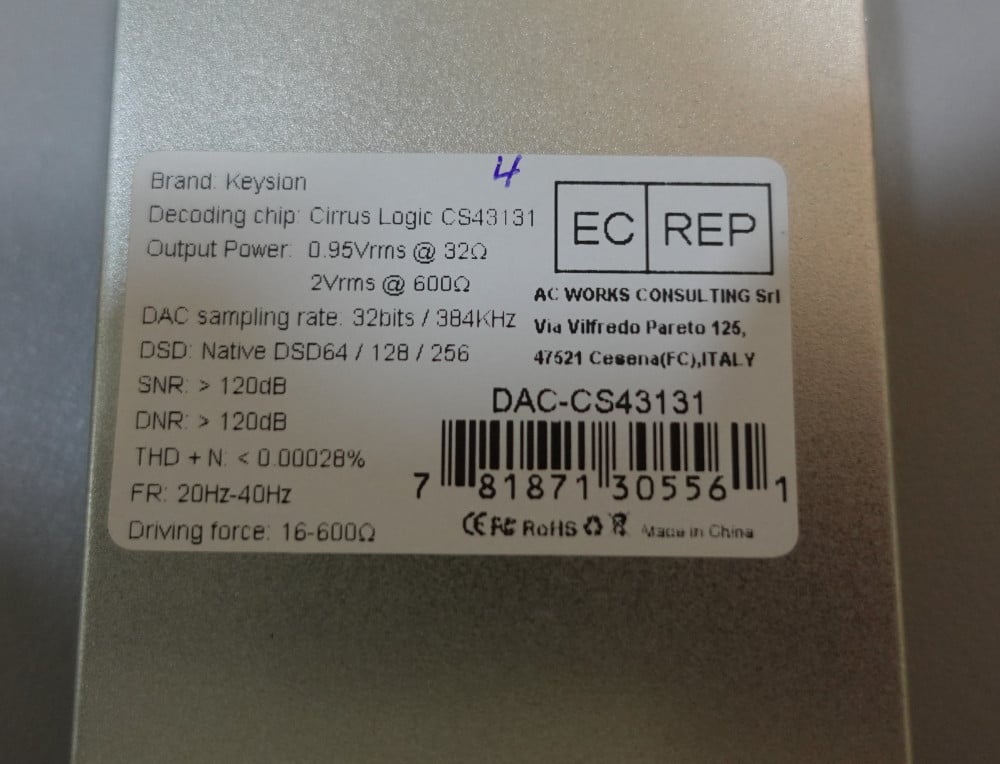 4
Brand: Keysion
Decoding chip: Cirrus Logic CS43131
Output Power: 0.95Vrms @ 32Ω
2Vrms @ 600Ω
DAC sampling rate: 32bits / 384KHz
DSD: Native DSD64 / 128 / 256
SNR: > 120dB
DNR: > 120dB
THD + N: < 0.00028%
FR: 20Hz-40Hz
Driving force: 16-600Ω
EC REP
AC WORKS CONSULTING Srl
Via Vilfredo Pareto 125,
47521 Cesena(FC),ITALY
DAC-CS43131
7 81871 30556 1
CE FC RoHS Made in China